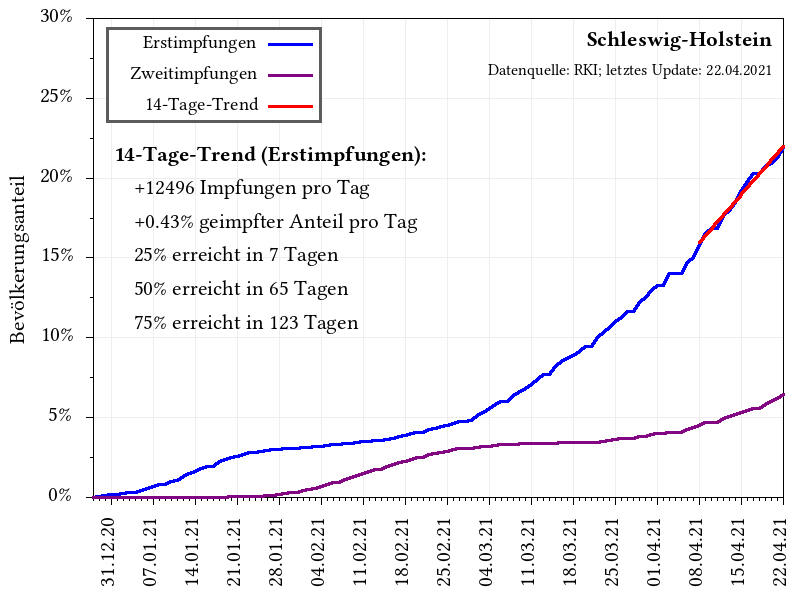 30%
25%
20%
15%
10%
5%
0%
Bevölkerungsanteil
Erstimpfungen
Zweitimpfungen
14-Tage-Trend
Schleswig-Holstein
Datenquelle: RKI; letztes Update: 22.04.2021
14-Tage-Trend (Erstimpfungen):
+12496 Impfungen pro Tag
+0.43% geimpfter Anteil pro Tag
25% erreicht in 7 Tagen
50% erreicht in 65 Tagen
75% erreicht in 123 Tagen
31.12.20
07.01.21
14.01.21
21.01.21
28.01.21
04.02.21
11.02.21
18.02.21
25.02.21
04.03.21
11.03.21
18.03.21
25.03.21
01.04.21
08.04.21
15.04.21
22.04.21